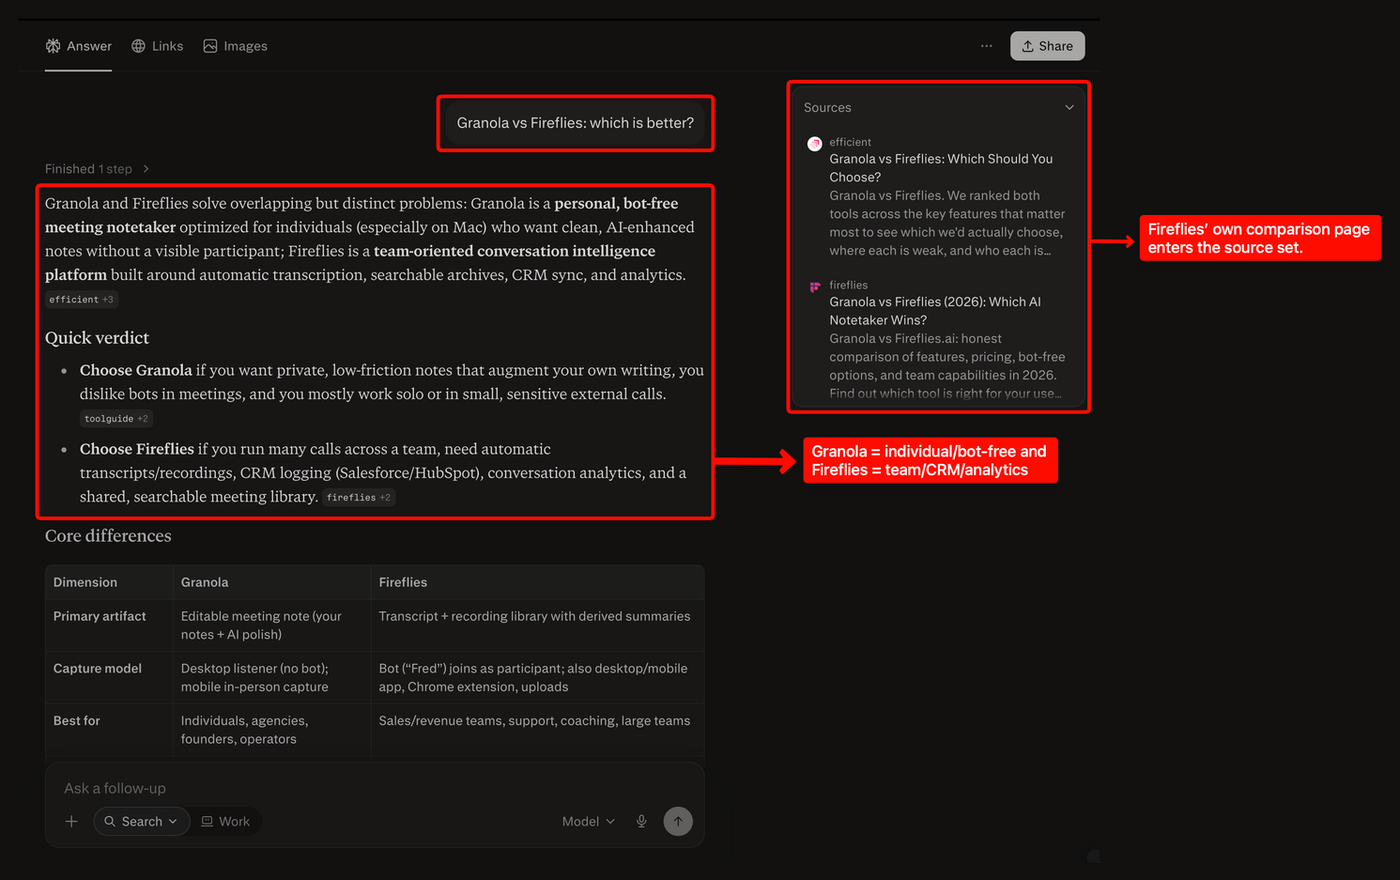 Answer
Links
Images
···
Share
Granola vs Fireflies: which is better?
Finished 1 step
Granola and Fireflies solve overlapping but distinct problems: Granola is a personal, bot-free
meeting notetaker optimized for individuals (especially on Mac) who want clean, AI-enhanced
notes without a visible participant; Fireflies is a team-oriented conversation intelligence
platform built around automatic transcription, searchable archives, CRM sync, and analytics.
efficient +3
Quick verdict
• Choose Granola if you want private, low-friction notes that augment your own writing, you
dislike bots in meetings, and you mostly work solo or in small, sensitive external calls.
toolguide +2
• Choose Fireflies if you run many calls across a team, need automatic
transcripts/recordings, CRM logging (Salesforce/HubSpot), conversation analytics, and a
shared, searchable meeting library. fireflies +2
Core differences
Dimension Granola Fireflies
Primary artifact Editable meeting note (your Transcript + recording library with derived summaries
notes + AI polish)
Capture model Desktop listener (no bot); Bot (“Fred”) joins as participant; also desktop/mobile
mobile in-person capture app, Chrome extension, uploads
Best for Individuals, agencies, Sales/revenue teams, support, coaching, large teams
founders, operators
Ask a follow-up
+ Search Work Model
Sources
efficient
Granola vs Fireflies: Which Should You
Choose?
Granola vs Fireflies. We ranked both
tools across the key features that matter
most to see which we'd actually choose,
where each is weak, and who each is...
fireflies
Granola vs Fireflies (2026): Which AI
Notetaker Wins?
Granola vs Fireflies.ai: honest
comparison of features, pricing, bot-free
options, and team capabilities in 2026.
Find out which tool is right for your use...
Fireflies’ own comparison page
enters the source set.
Granola = individual/bot-free and
Fireflies = team/CRM/analytics